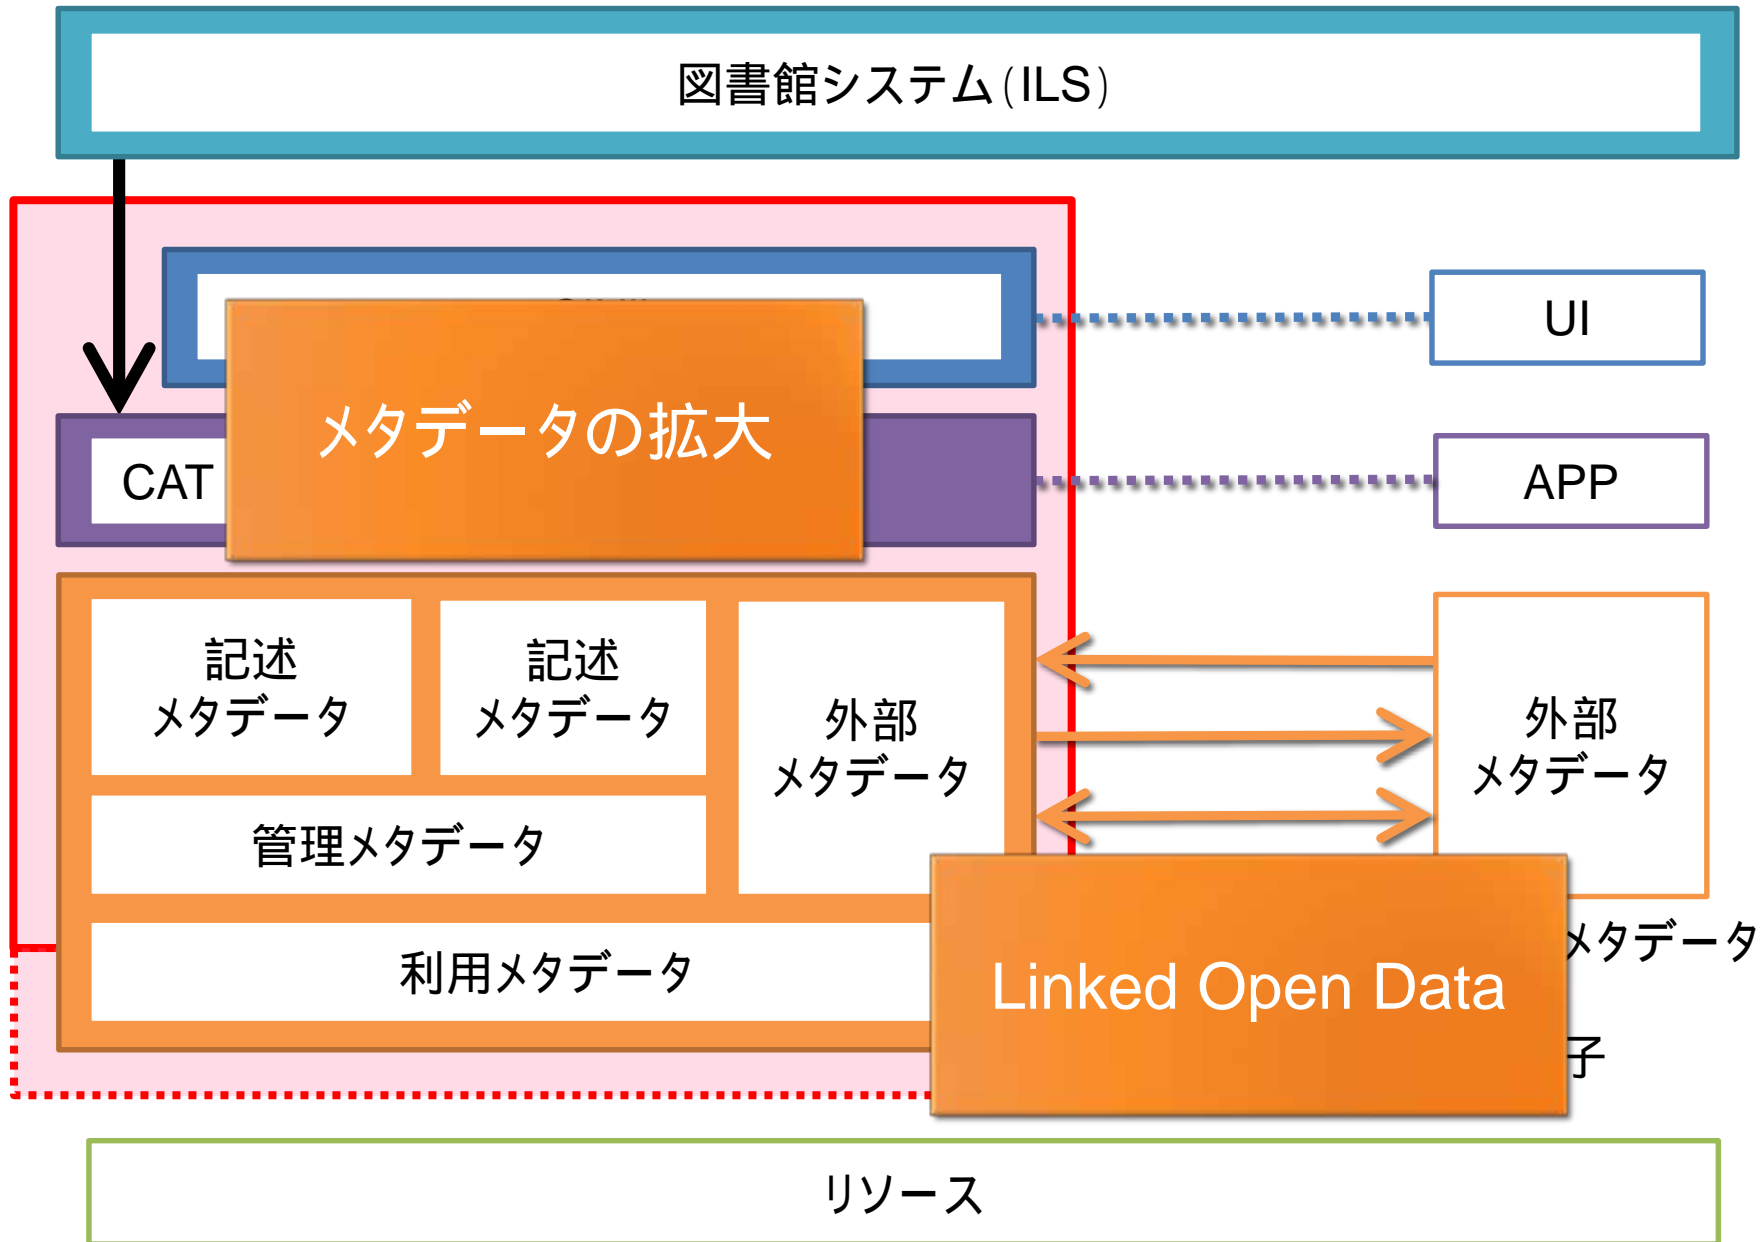 図書館システム(ILS)
UI
メタデータの拡大
CAT
APP
記述
メタデータ
記述
メタデータ
外部
メタデータ
外部
メタデータ
管理メタデータ
メタデータ
利用メタデータ
Linked Open Data
子
リソース